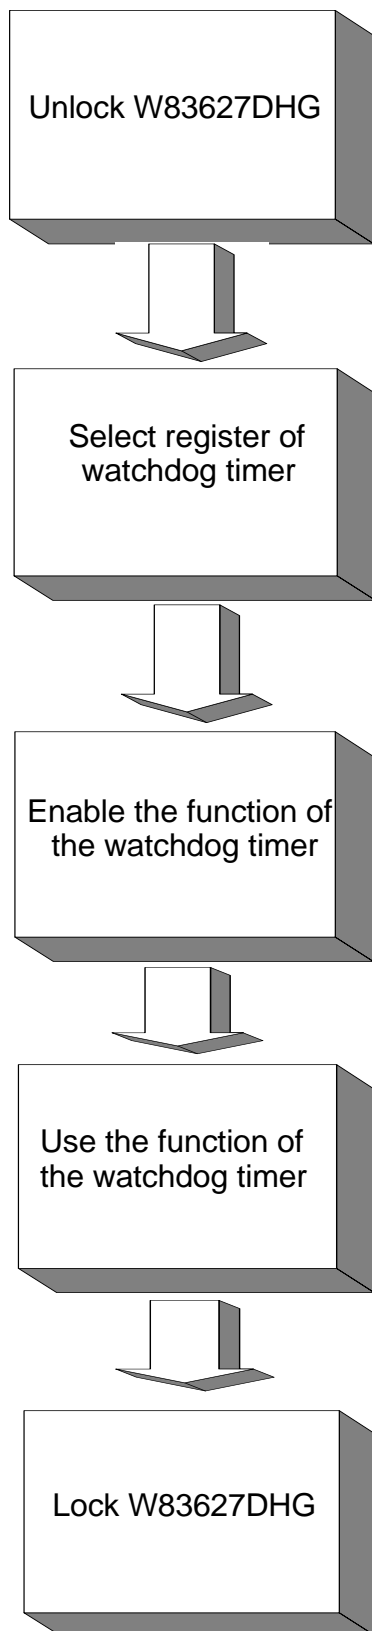 Unlock W83627DHG
Select register of
watchdog timer
Enable the function of
the watchdog timer
Use the function of
the watchdog timer
Lock W83627DHG